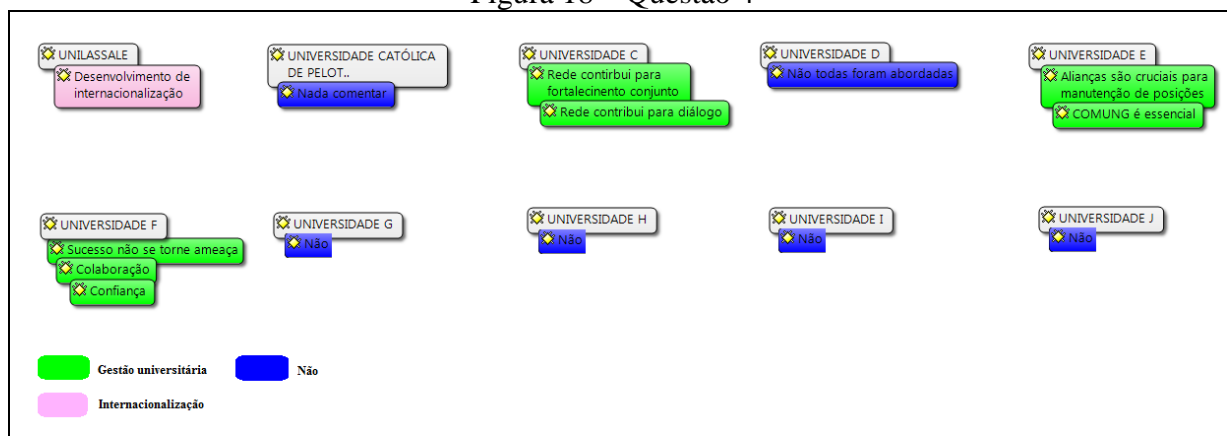 Figura 18 – Questão 4
UNILASSALE
Desenvolvimento de
internacionalização
UNIVERSIDADE CATÓLICA
DE PELOT..
Nada comentar
UNIVERSIDADE C
Rede contirbui para
fortalecinento conjunto
Rede contribui para diálogo
UNIVERSIDADE D
Não todas foram abordadas
UNIVERSIDADE E
Alianças são cruciais para
manutenção de posições
COMUNG é essencial
UNIVERSIDADE F
Sucesso não se torne ameaça
Colaboração
Confiança
UNIVERSIDADE G
Não
UNIVERSIDADE H
Não
UNIVERSIDADE I
Não
UNIVERSIDADE J
Não
Gestão universitária
Não
Internacionalização